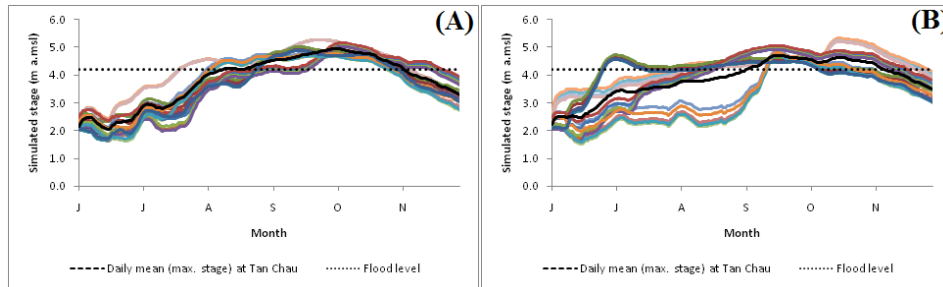 (A)
Simulated stage (m a.msl)
6.0
5.0
4.0
3.0
2.0
1.0
0.0
J J A S O N
Month
Daily mean (max. stage) at Tan Chau Flood level
(B)
Simulated stage (m a.msl)
6.0
5.0
4.0
3.0
2.0
1.0
0.0
J J A S O N
Month
Daily mean (max. stage) at Tan Chau Flood level